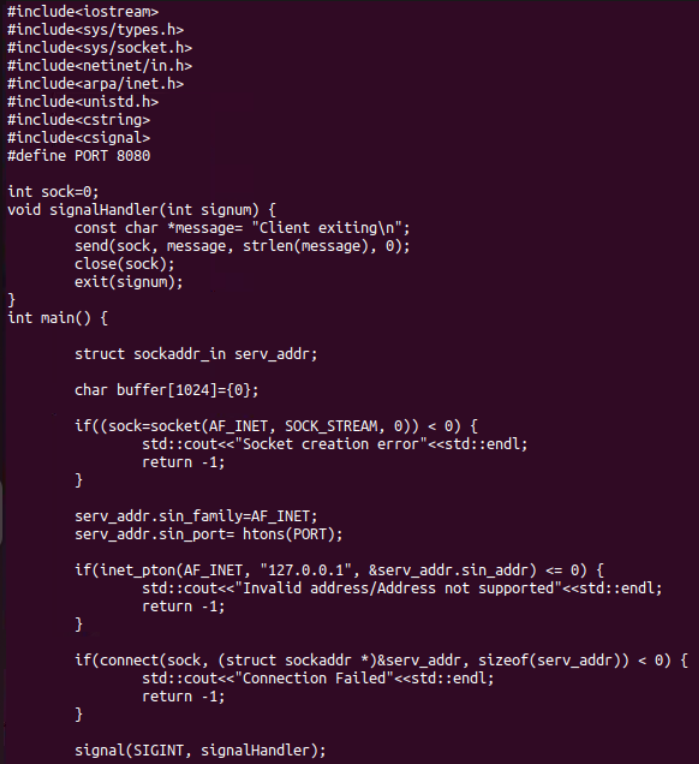 #include<iostream>
#include<sys/types.h>
#include<sys/socket.h>
#include<netinet/in.h>
#include<arpa/inet.h>
#include<unistd.h>
#include<cstring>
#include<csignal>
#define PORT 8080

int sock=0;
void signalHandler(int signum) {
        const char *message= "Client exiting\n";
        send(sock, message, strlen(message), 0);
        close(sock);
        exit(signum);
}
int main() {

        struct sockaddr_in serv_addr;

        char buffer[1024]={0};

        if((sock=socket(AF_INET, SOCK_STREAM, 0)) < 0) {
                std::cout<<"Socket creation error"<<std::endl;
                return -1;
        }

        serv_addr.sin_family=AF_INET;
        serv_addr.sin_port= htons(PORT);

        if(inet_pton(AF_INET, "127.0.0.1", &serv_addr.sin_addr) <= 0) {
                std::cout<<"Invalid address/Address not supported"<<std::endl;
                return -1;
        }

        if(connect(sock, (struct sockaddr *)&serv_addr, sizeof(serv_addr)) < 0) {
                std::cout<<"Connection Failed"<<std::endl;
                return -1;
        }

        signal(SIGINT, signalHandler);